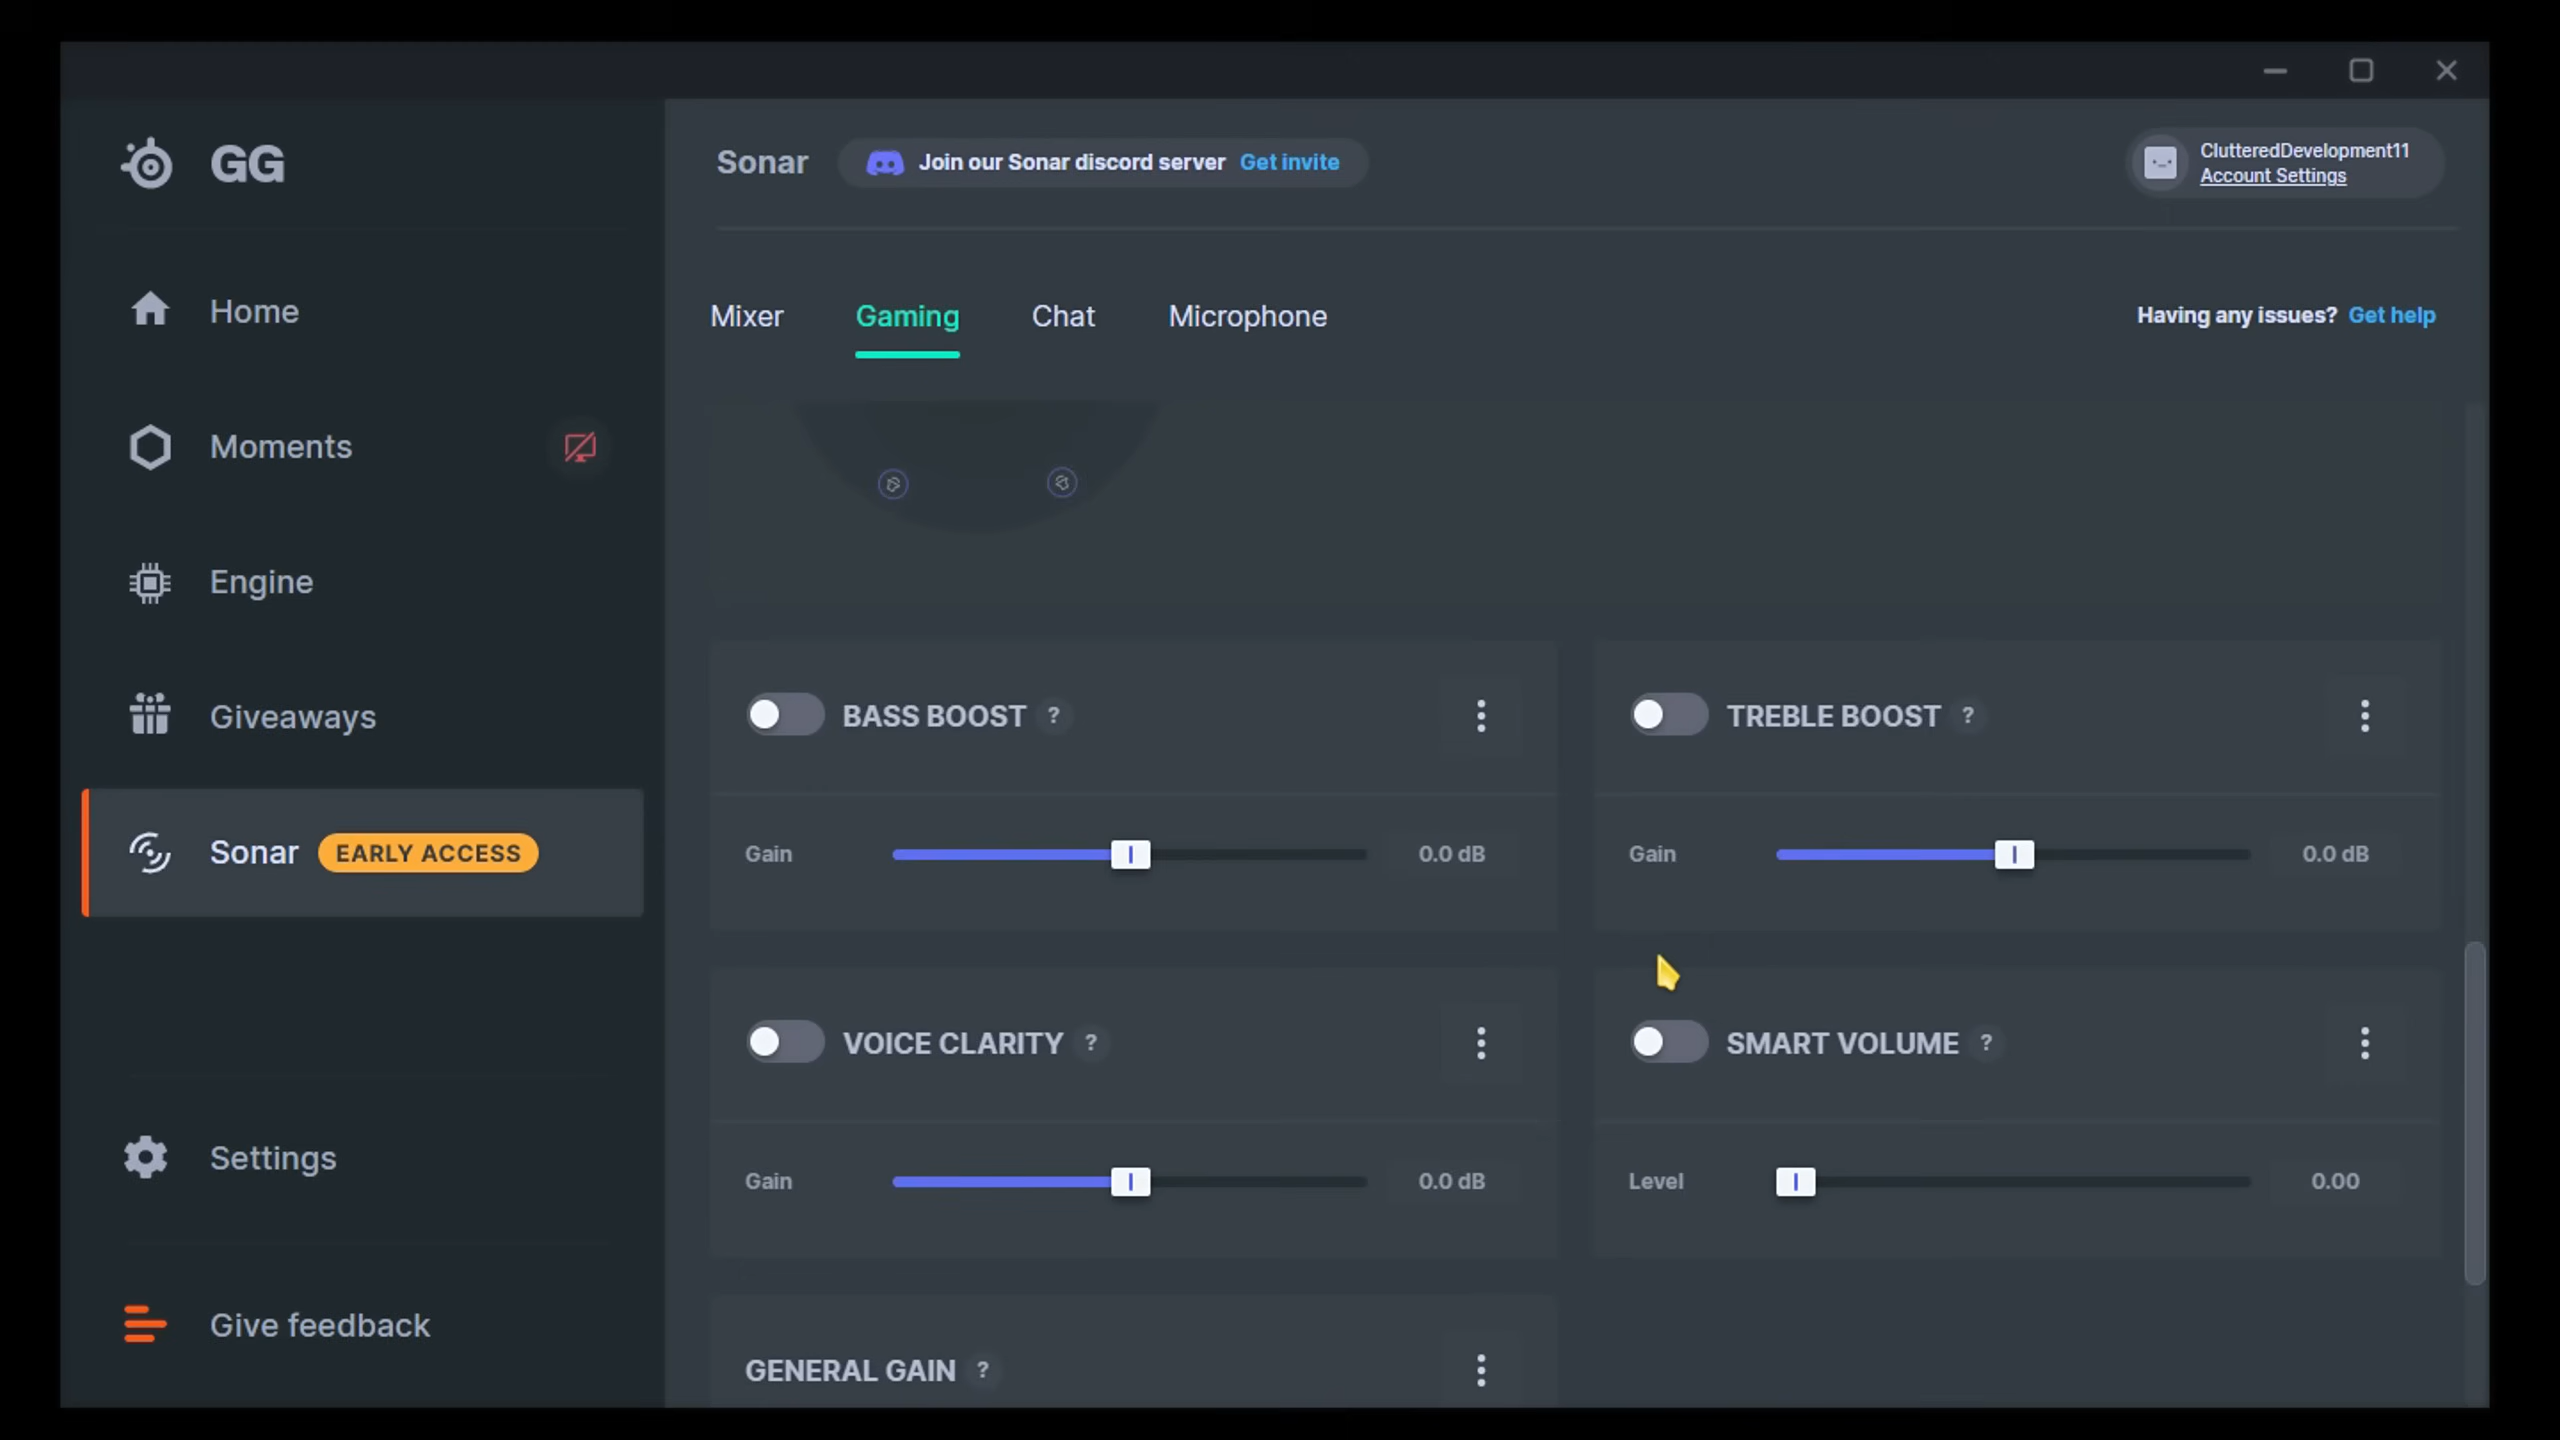 GG
Home
Moments
Engine
Giveaways
Sonar EARLY ACCESS
Settings
Give feedback
Sonar Join our Sonar discord server Get invite
ClutteredDevelopment11
Account Settings
Mixer Gaming Chat Microphone Having any issues? Get help
BASS BOOST ? TREBLE BOOST ?
Gain 0.0 dB Gain 0.0 dB
VOICE CLARITY ? SMART VOLUME ?
Gain 0.0 dB Level 0.00
GENERAL GAIN ?